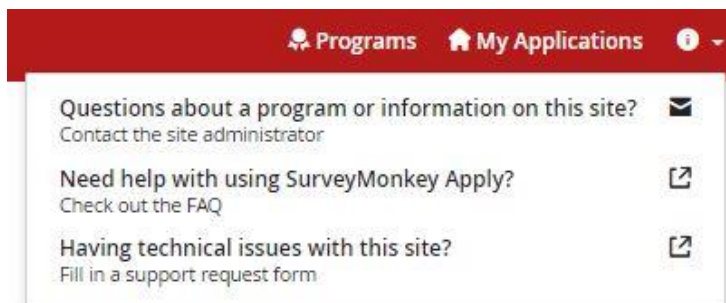 Programs My Applications
Questions about a program or information on this site?
Contact the site administrator
Need help with using SurveyMonkey Apply?
Check out the FAQ
Having technical issues with this site?
Fill in a support request form